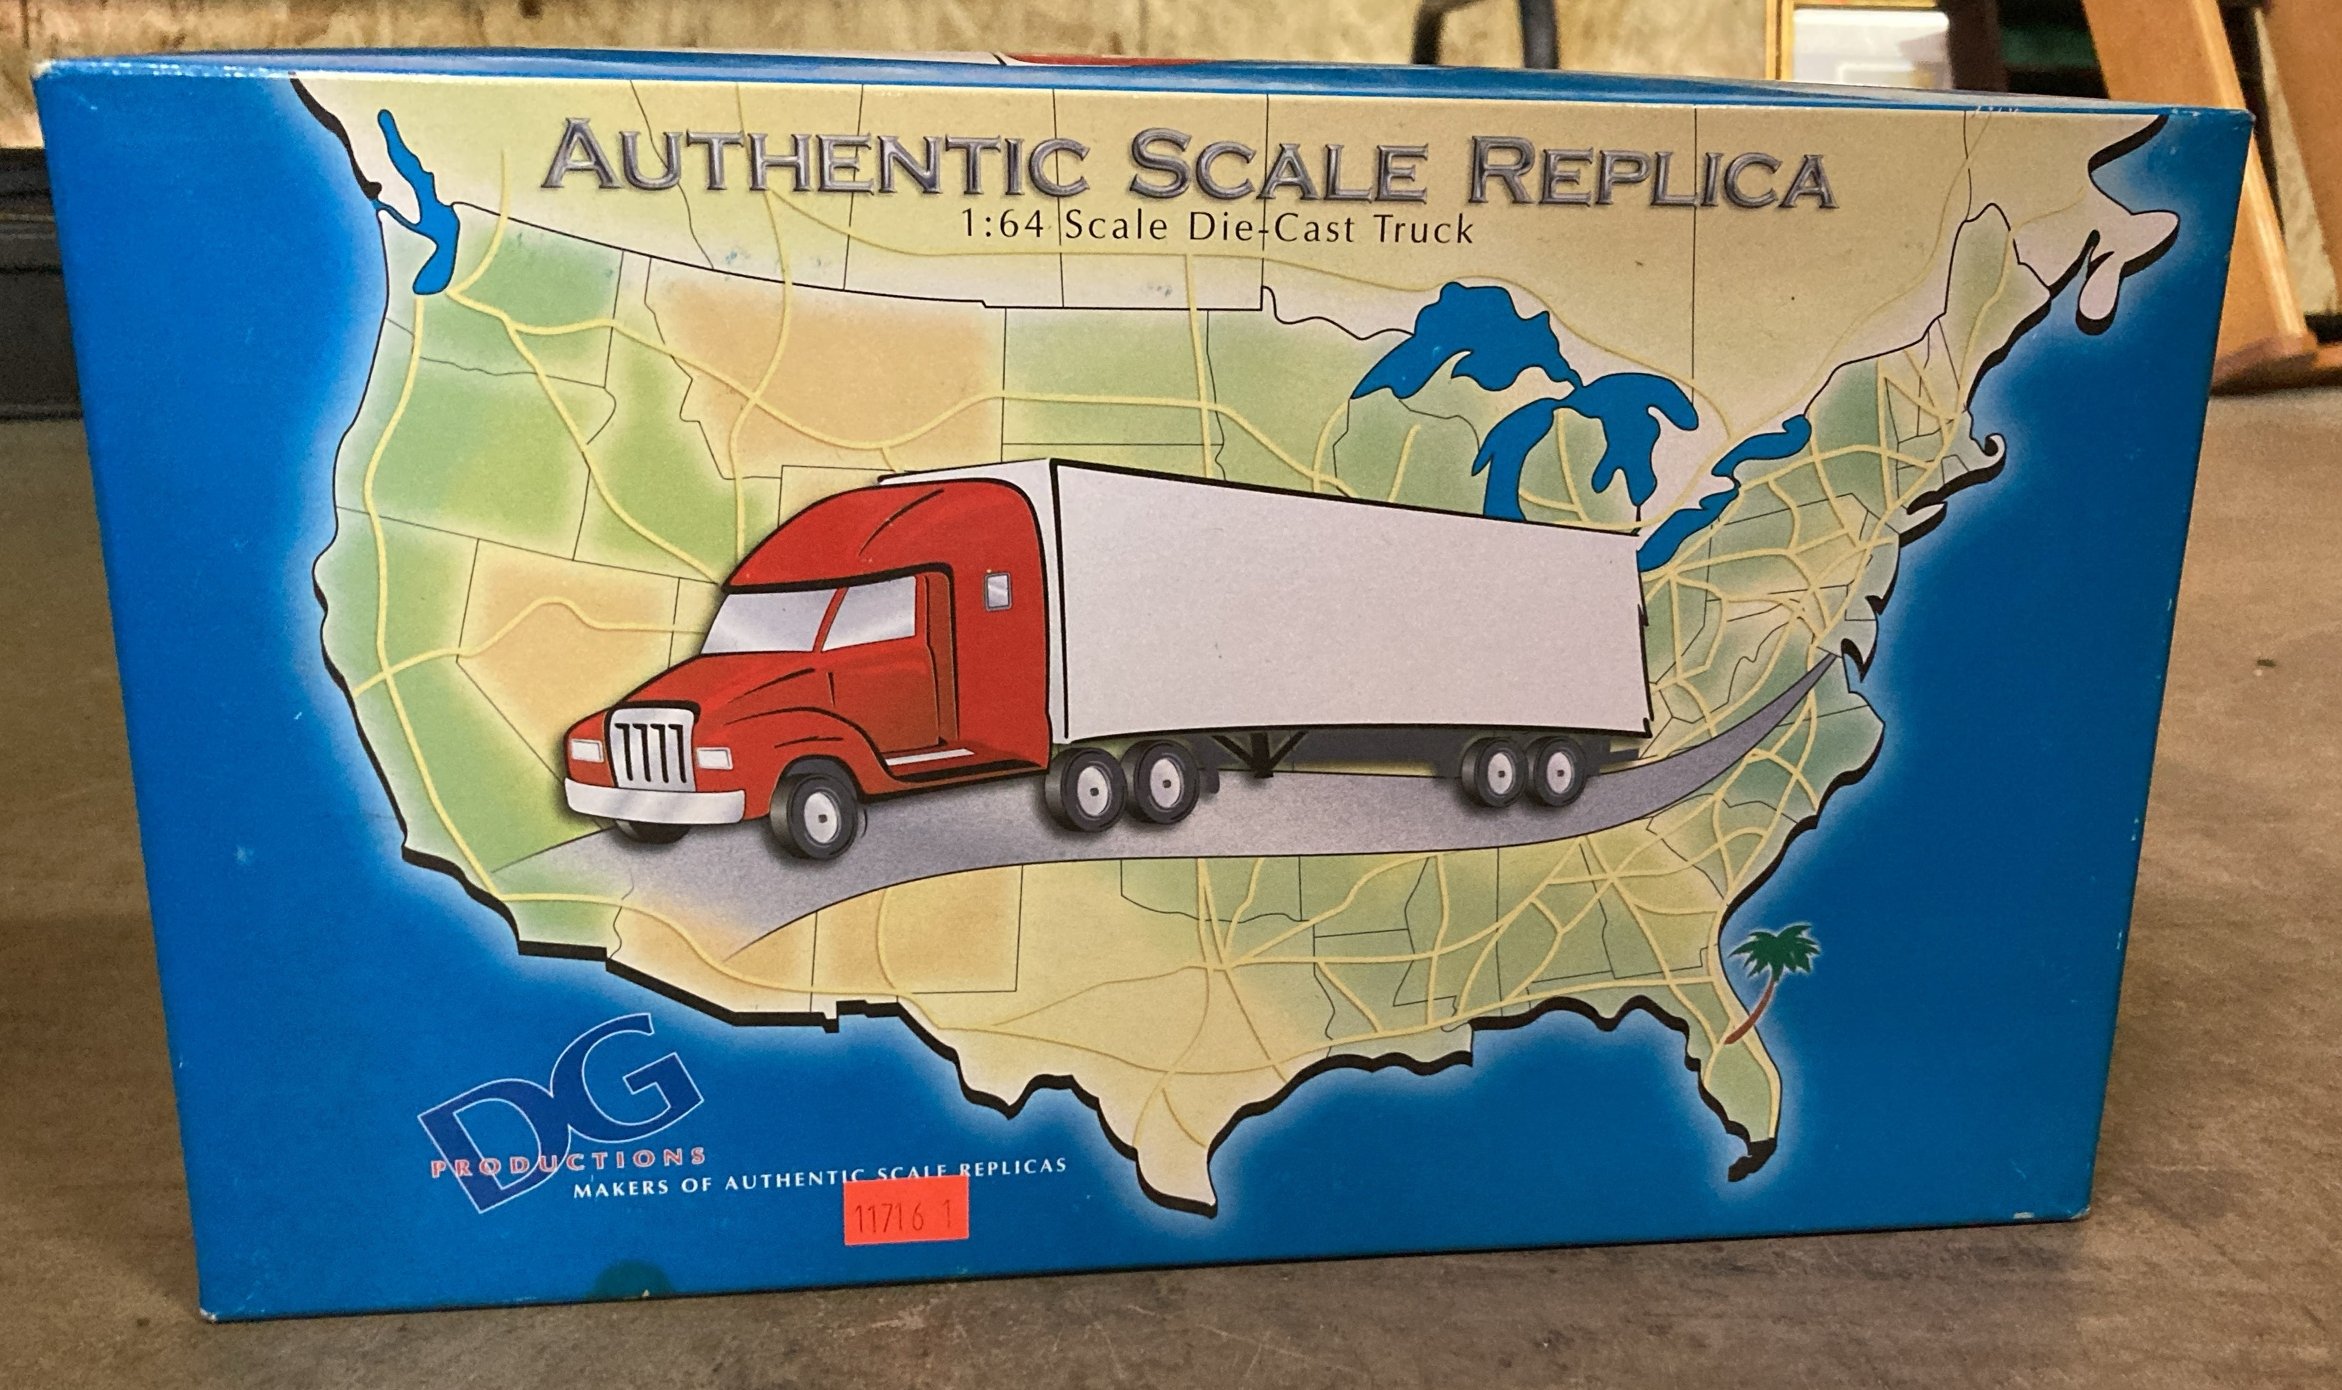 AUTHENTIC SCALE REPLICA
1:64 Scale Die-Cast Truck
DG
PRODUCTIONS
MAKERS OF AUTHENTIC SCALE REPLICAS
11716 1